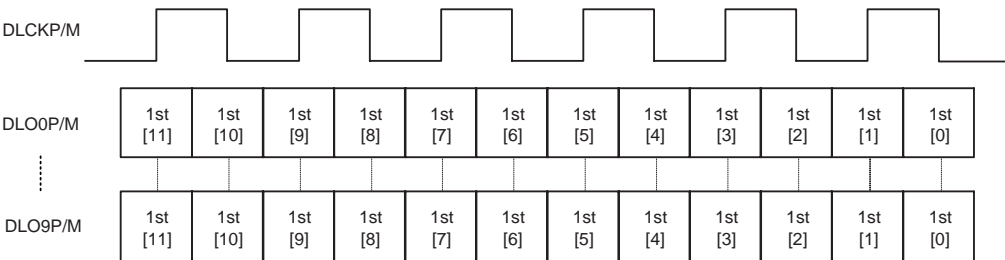 DLCKP/M
DLO0P/M
1st 1st 1st 1st 1st 1st 1st 1st 1st 1st 1st 1st
[11] [10] [9] [8] [7] [6] [5] [4] [3] [2] [1] [0]
DLO9P/M
1st 1st 1st 1st 1st 1st 1st 1st 1st 1st 1st 1st
[11] [10] [9] [8] [7] [6] [5] [4] [3] [2] [1] [0]